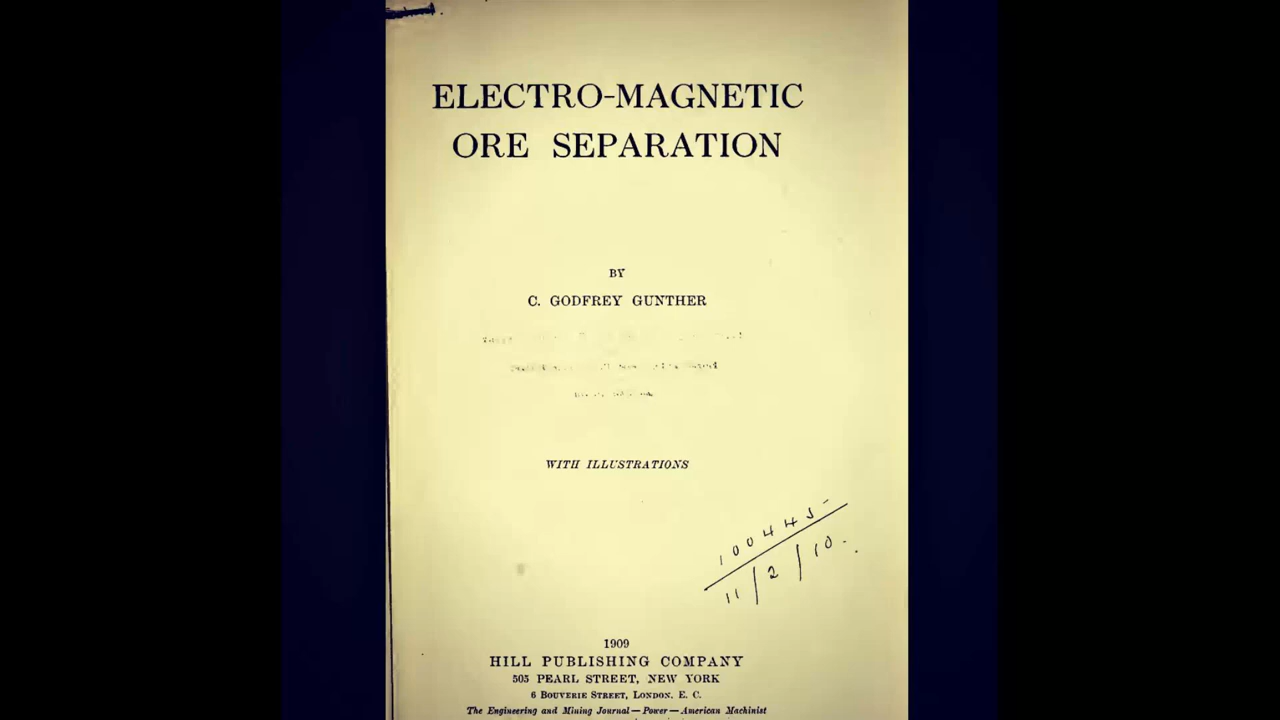 ELECTRO-MAGNETIC
ORE SEPARATION
BY
C. GODFREY GUNTHER
WITH ILLUSTRATIONS
100445
11/2/10.
1909
HILL PUBLISHING COMPANY
505 PEARL STREET, NEW YORK
6 BOUVERIE STREET, LONDON. E. C.
The Engineering and Mining Journal—Power—American Machinist